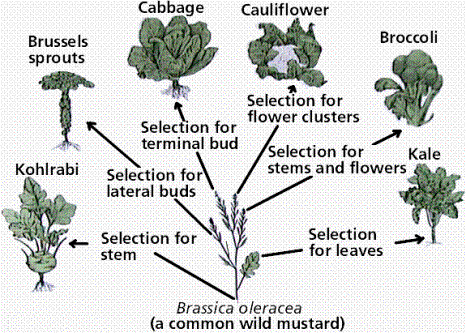 Cabbage
Cauliflower
Brussels
sprouts
Broccoli
Selection for
terminal bud
Selection for
flower clusters
Selection for
stems and flowers
Kohlrabi
Selection for
lateral buds
Kale
Selection for
stem
Selection
for leaves
Brassica oleracea
(a common wild mustard)